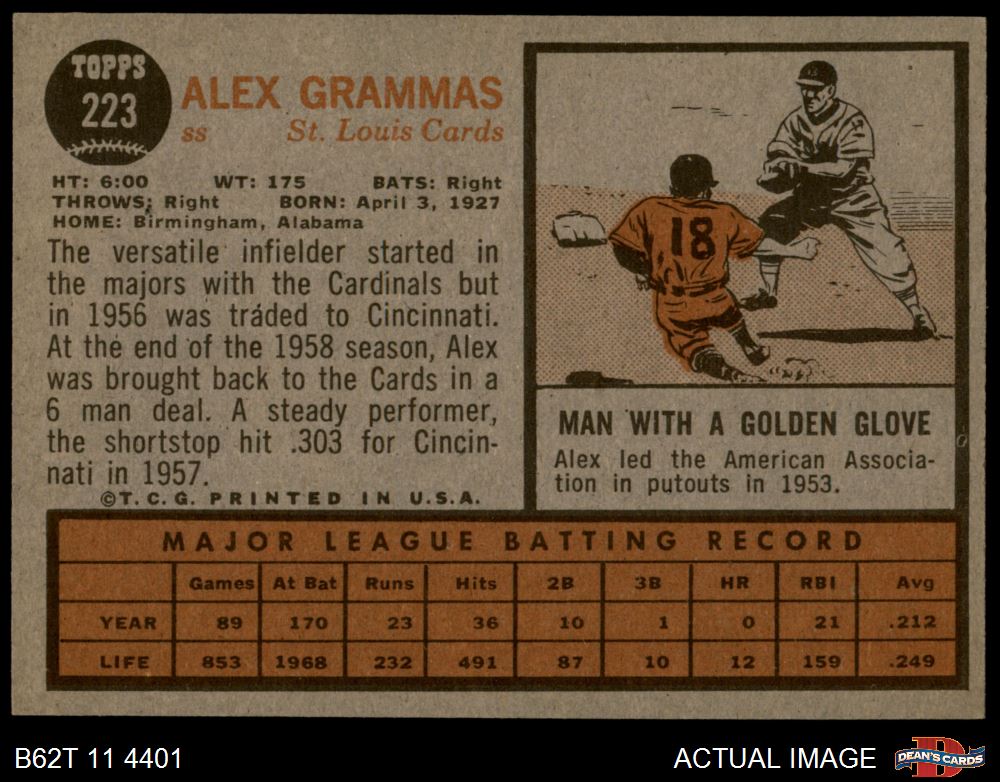 TOPPS
223
ALEX GRAMMAS
ss St. Louis Cards
HT: 6:00 WT: 175 BATS: Right
THROWS: Right BORN: April 3, 1927
HOME: Birmingham, Alabama
The versatile infielder started in
the majors with the Cardinals but
in 1956 was tráded to Cincinnati.
At the end of the 1958 season, Alex
was brought back to the Cards in a
6 man deal. A steady performer,
the shortstop hit .303 for Cincin-
nati in 1957.
©T.C.G. PRINTED IN U.S.A.
18
MAN WITH A GOLDEN GLOVE
Alex led the American Associa-
tion in putouts in 1953.
MAJOR LEAGUE BATTING RECORD
Games At Bat Runs Hits 2B 3B HR RBI Avg
YEAR 89 170 23 36 10 1 0 21 .212
LIFE 853 1968 232 491 87 10 12 159 .249
B62T 11 4401
ACTUAL IMAGE
D
DEAN'S CARDS